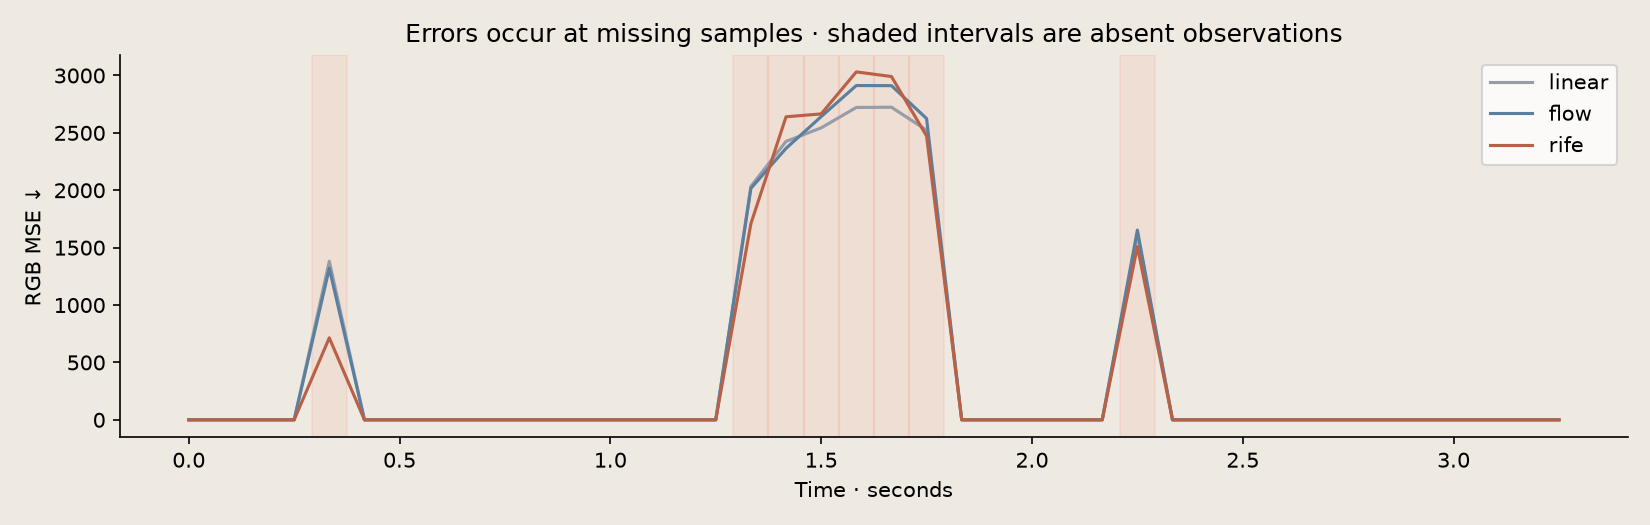 Errors occur at missing samples · shaded intervals are absent observations
RGB MSE ↓
3000
2500
2000
1500
1000
500
0
linear
flow
rife
0.0 0.5 1.0 1.5 2.0 2.5 3.0
Time · seconds